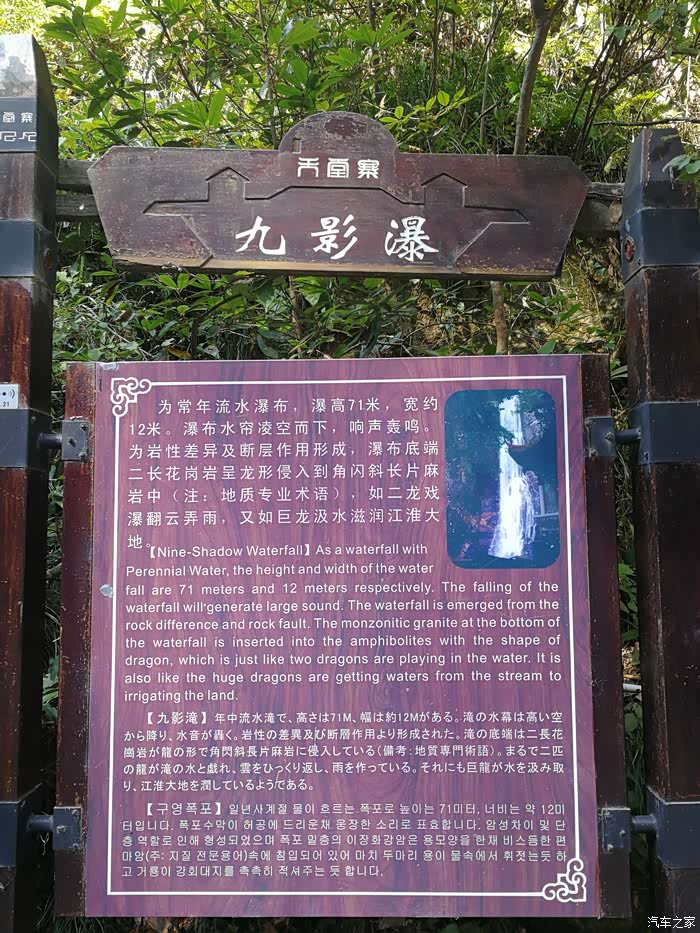 天堂寨
九影瀑
21
为常年流水瀑布，瀑高71米，宽约
12米。瀑布水帘凌空而下，响声轰鸣。
为岩性差异及断层作用形成，瀑布底端
二长花岗岩呈龙形侵入到角闪斜长片麻
岩中（注：地质专业术语），如二龙戏
瀑翻云弄雨，又如巨龙汲水滋润江淮大
地。
【Nine-Shadow Waterfall】As a waterfall with
Perennial Water, the height and width of the water
fall are 71 meters and 12 meters respectively. The falling of the
waterfall will generate large sound. The waterfall is emerged from the
rock difference and rock fault. The monzonitic granite at the bottom of
the waterfall is inserted into the amphibolites with the shape of
dragon, which is just like two dragons are playing in the water. It is
also like the huge dragons are getting waters from the stream to
irrigating the land.
【九影滝】年中流水滝で、高さは71M、幅は約12Mがある。滝の水幕は高い空
から降り、水音が轟く。岩性の差異及び断層作用より形成された。滝の底端は二長花
崗岩が龍の形で角閃斜長片麻岩に侵入している（備考：地質専門術語）。まるで二匹
の龍が滝の水と戯れ、雲をひっくり返し、雨を作っている。それにも巨龍が水を汲み取
り、江淮大地を潤しているようである。
【구영폭포】일년사계절 물이 흐르는 폭포로 높이는 71미터, 너비는 약 12미
터입니다. 폭포수막이 허공에 드리운채 웅장한 소리로 표효합니다. 암성차이 및 단
층 역할로 인해 형성되었으며 폭포 밑층의 이장화강암은 용모양을 한채 비스듬한 편
마암(주: 지질 전문용어)속에 침입되어 있어 마치 두마리 용이 물속에서 휘젓는듯 하
고 거룡이 강회대지를 촉촉히 적셔주는 듯 합니다.
汽车之家